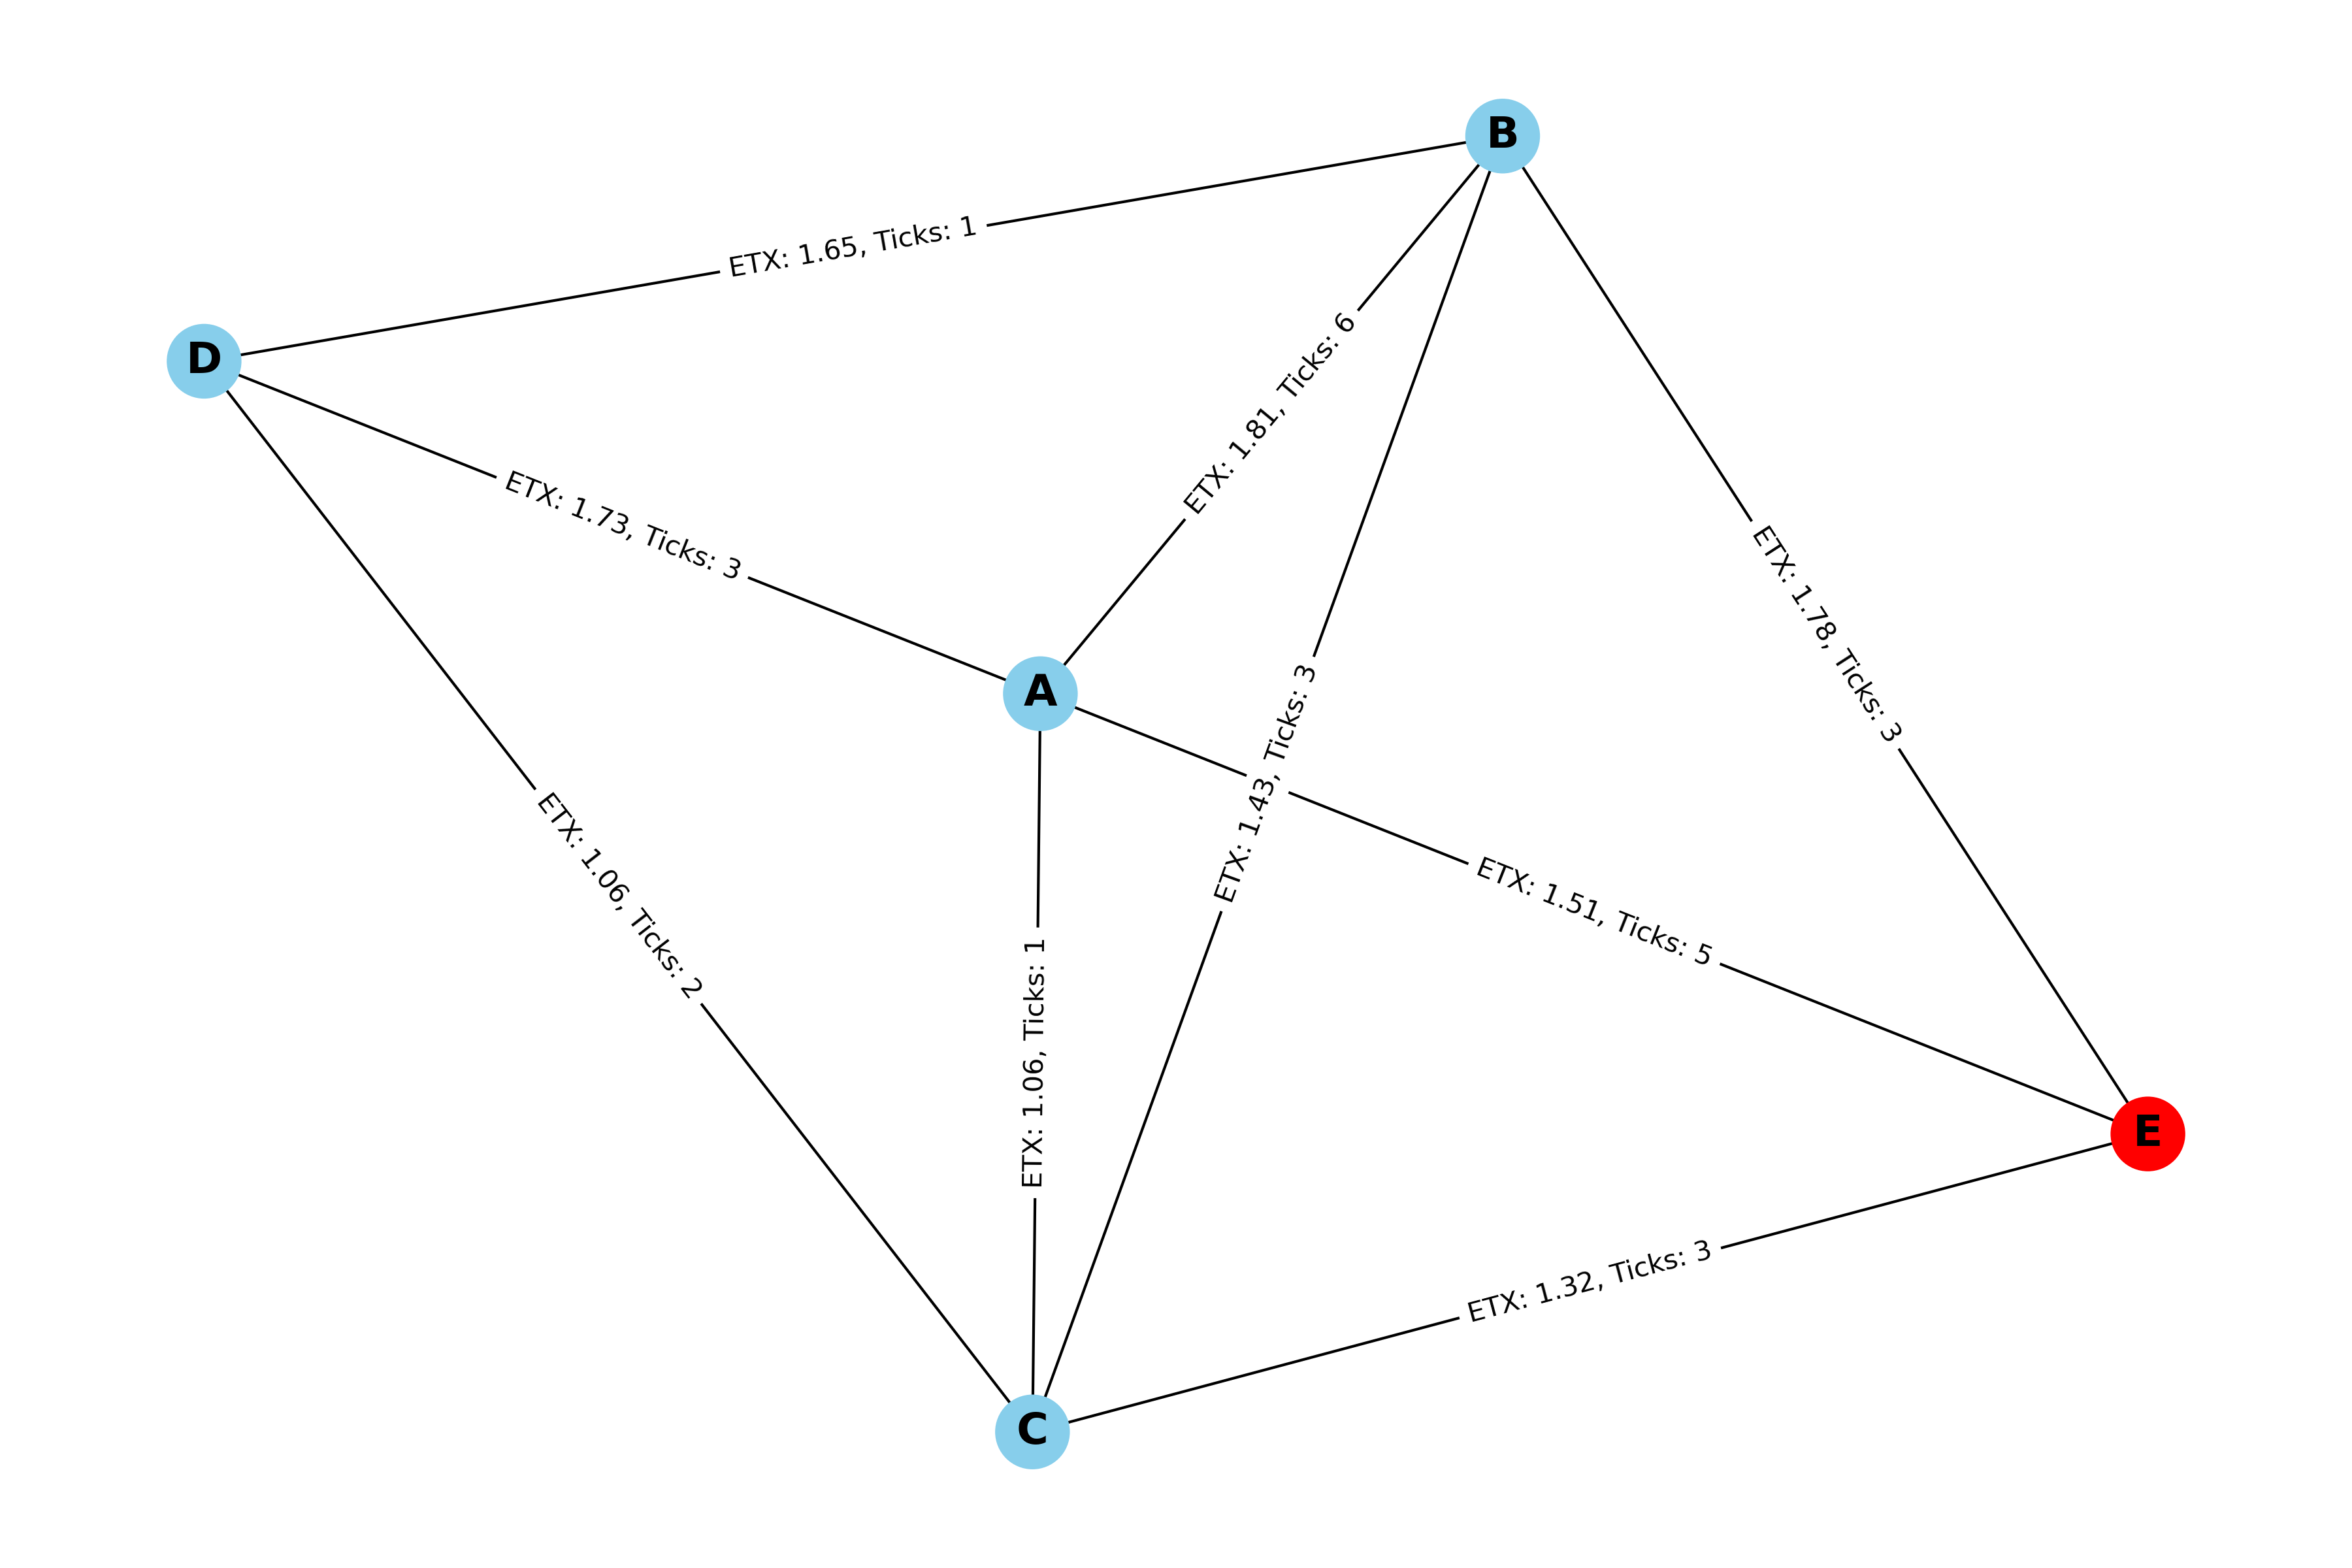 B
ETX: 1.65, Ticks: 1
D
ETX: 1.81, Ticks: 6
ETX: 1.73, Ticks: 3
ETX: 1.78, Ticks: 3
A
ETX: 1.43, Ticks: 3
ETX: 1.06, Ticks: 2
ETX: 1.51, Ticks: 5
ETX: 1.06, Ticks: 1
E
ETX: 1.32, Ticks: 3
C